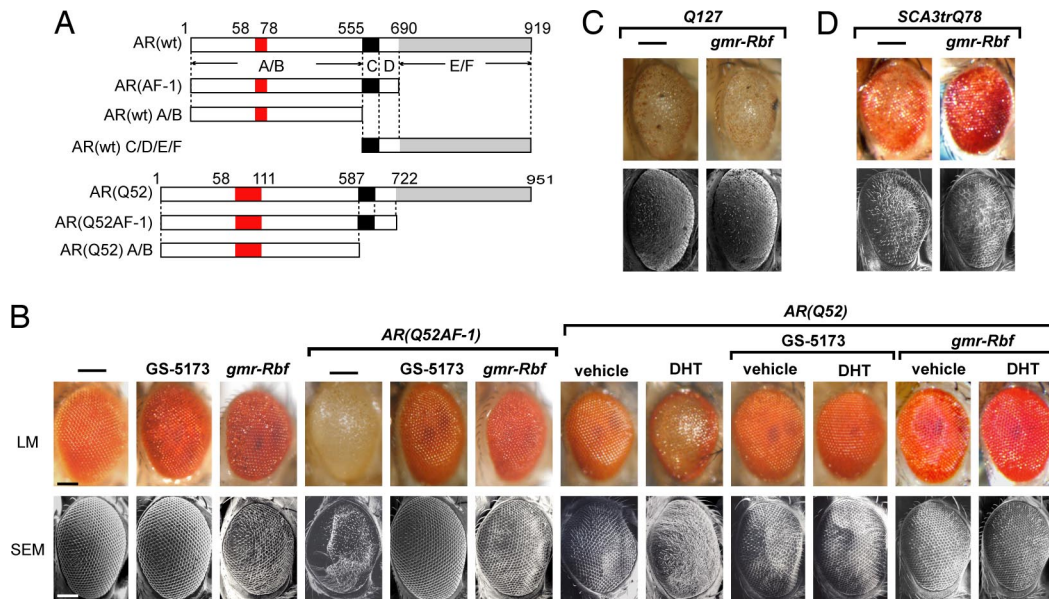 A
1 58 78 555 690 919
AR(wt)
A/B C D E/F
AR(AF-1)
AR(wt) A/B
AR(wt) C/D/E/F
1 58 111 587 722 951
AR(Q52)
AR(Q52AF-1)
AR(Q52) A/B
C
Q127
— gmr-Rbf
D
SCA3trQ78
— gmr-Rbf
B
AR(Q52AF-1) AR(Q52)
GS-5173 gmr-Rbf
— GS-5173 gmr-Rbf — GS-5173 gmr-Rbf vehicle DHT vehicle DHT vehicle DHT
LM
SEM